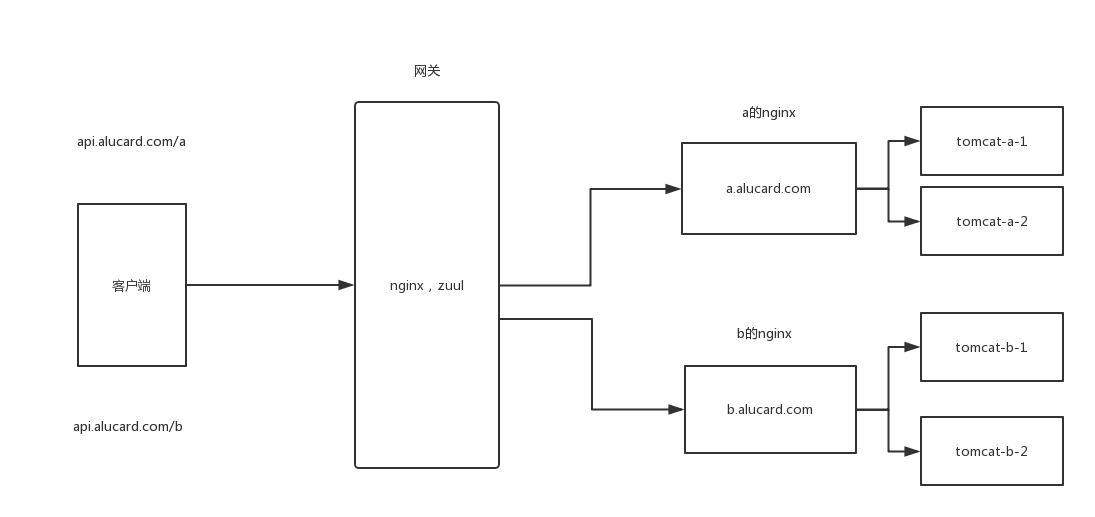 网关
a的nginx
api.alucard.com/a
tomcat-a-1
a.alucard.com
tomcat-a-2
客户端
nginx，zuul
b的nginx
tomcat-b-1
b.alucard.com
api.alucard.com/b
tomcat-b-2